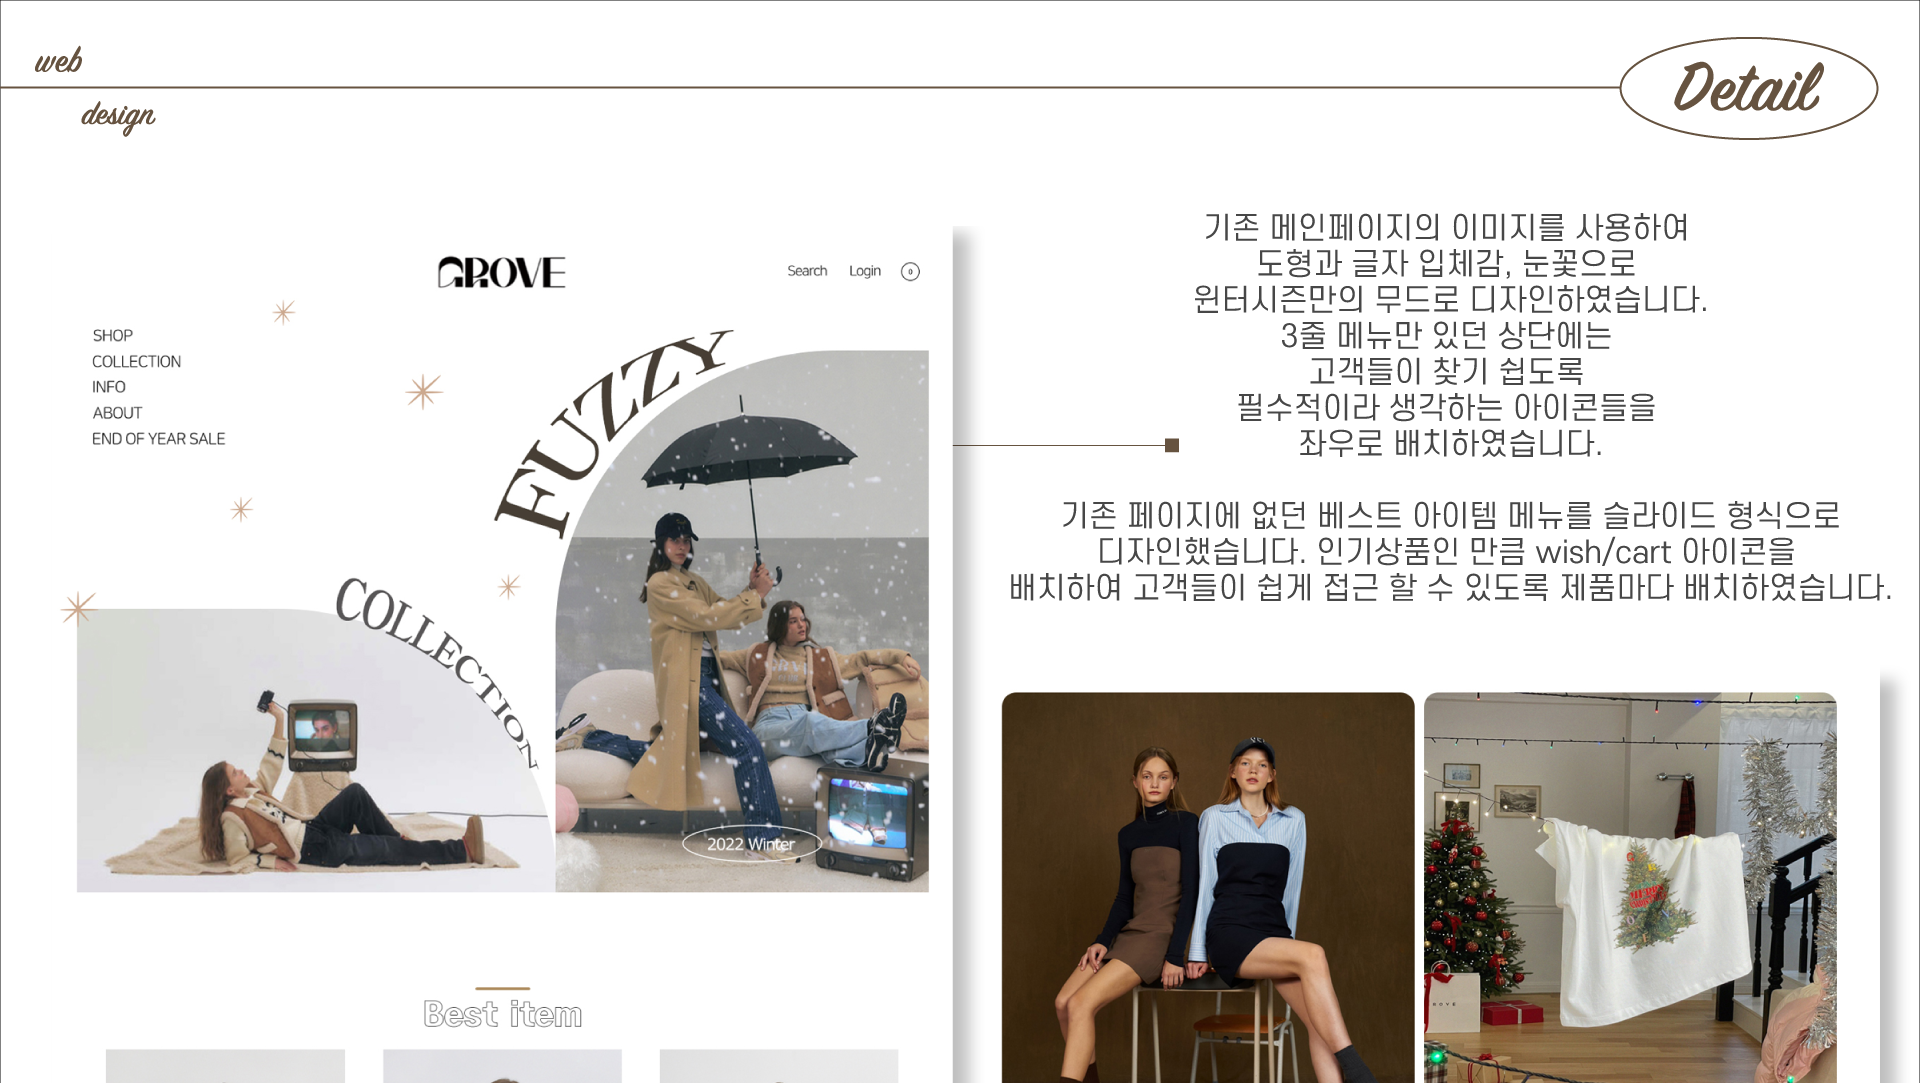 web
design
Detail
GROVE
Search
Login
0
SHOP
COLLECTION
INFO
ABOUT
END OF YEAR SALE
FUZZY
COLLECTION
2022 Winter
Best item
기존 메인페이지의 이미지를 사용하여
도형과 글자 입체감, 눈꽃으로
윈터시즌만의 무드로 디자인하였습니다.
3줄 메뉴만 있던 상단에는
고객들이 찾기 쉽도록
필수적이라 생각하는 아이콘들을
좌우로 배치하였습니다.
기존 페이지에 없던 베스트 아이템 메뉴를 슬라이드 형식으로
디자인했습니다. 인기상품인 만큼 wish/cart 아이콘을
배치하여 고객들이 쉽게 접근 할 수 있도록 제품마다 배치하였습니다.
MERRY